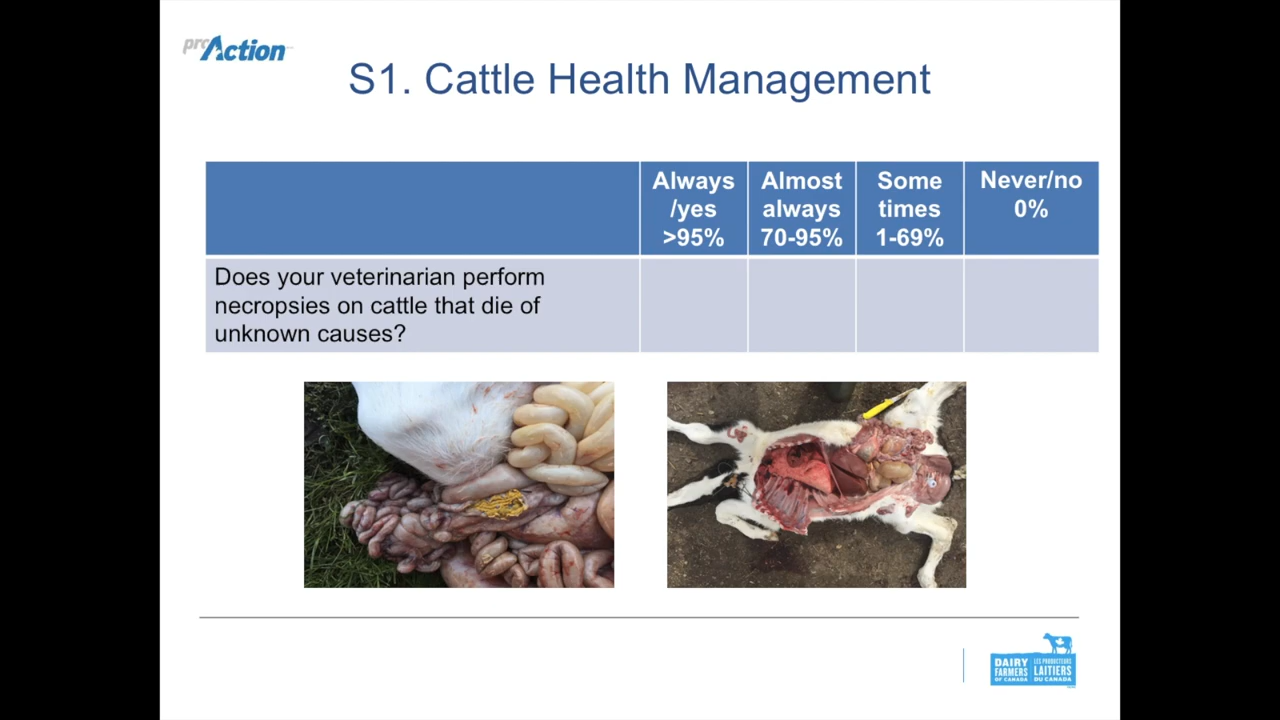 proAction
S1. Cattle Health Management
Always
/yes
>95%
Almost
always
70-95%
Some
times
1-69%
Never/no
0%
Does your veterinarian perform
necropsies on cattle that die of
unknown causes?
DAIRY
FARMERS
OF CANADA
LES PRODUCTEURS
LAITIERS
DU CANADA